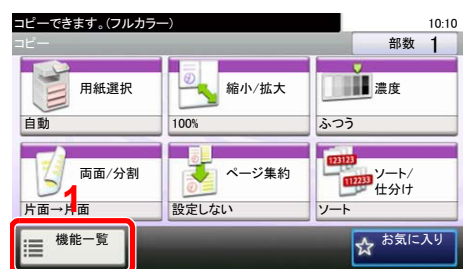 コピーできます。(フルカラー)
10:10
コピー
部数 1
用紙選択
自動
縮小/拡大
100%
濃度
ふつう
両面/分割
片面→片面
ページ集約
設定しない
123123
112233
ソート/
仕分け
ソート
1
機能一覧
お気に入り